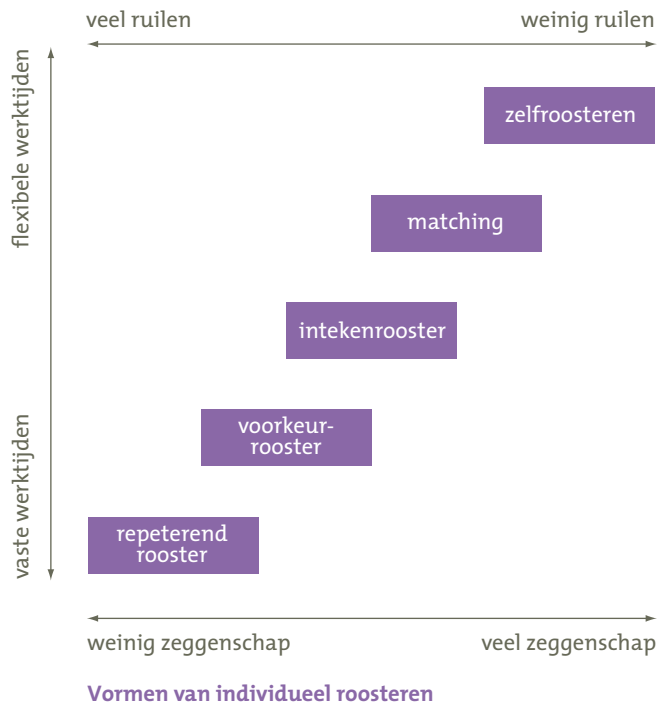 veel ruilen
weinig ruilen
flexibele werktijden
zelfroosteren
matching
intekenrooster
vaste werktijden
voorkeur-
rooster
repeterend
rooster
weinig zeggenschap
veel zeggenschap
Vormen van individueel roosteren